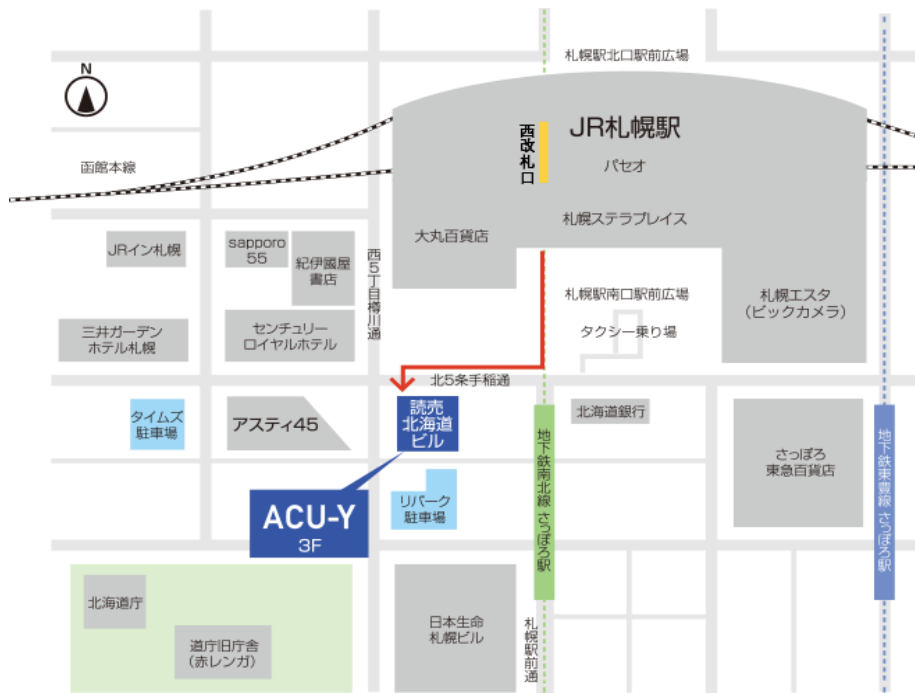 札幌駅北口駅前広場
N
JR札幌駅
西改札口
パセオ
函館本線
札幌ステラプレイス
大丸百貨店
JRイン札幌
sapporo
55
紀伊國屋
書店
西5丁目樽川通
札幌駅南口駅前広場
札幌エスタ
(ビックカメラ)
タクシー乗り場
三井ガーデン
ホテル札幌
センチュリー
ロイヤルホテル
北5条手稲通
タイムズ
駐車場
アスティ45
読売
北海道
ビル
北海道銀行
地下鉄南北線 さっぽろ駅
さっぽろ
東急百貨店
地下鉄東豊線 さっぽろ駅
リパーク
駐車場
ACU-Y
3F
北海道庁
道庁旧庁舎
(赤レンガ)
日本生命
札幌ビル
札幌駅前通